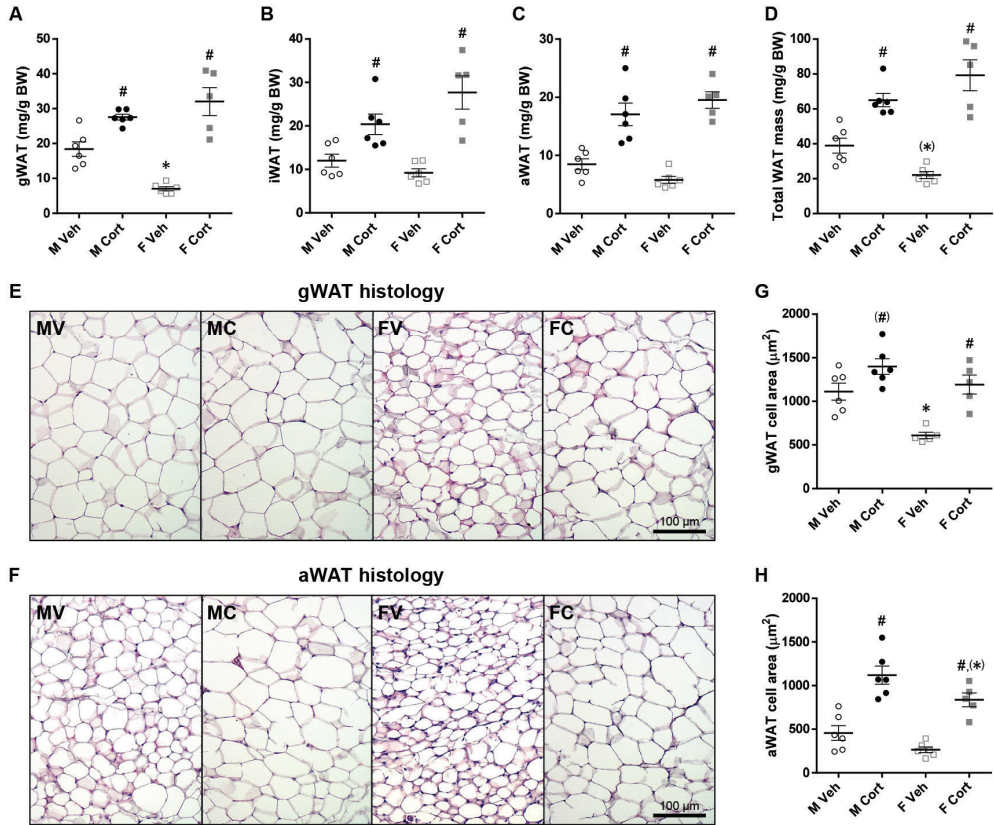 A
gWAT (mg/g BW)
50
40
30
20
10
0
#
*
#
M Veh
M Cort
F Veh
F Cort
B
iWAT (mg/g BW)
40
30
20
10
0
#
#
M Veh
M Cort
F Veh
F Cort
C
aWAT (mg/g BW)
30
20
10
0
#
#
M Veh
M Cort
F Veh
F Cort
D
Total WAT mass (mg/g BW)
100
80
60
40
20
0
#
(*)
#
M Veh
M Cort
F Veh
F Cort
E
gWAT histology
MV
MC
FV
FC
100 µm
G
gWAT cell area (µm²)
2000
1500
1000
500
0
(#)
*
#
M Veh
M Cort
F Veh
F Cort
F
aWAT histology
MV
MC
FV
FC
100 µm
H
aWAT cell area (µm²)
2000
1500
1000
500
0
#
#,(*)
M Veh
M Cort
F Veh
F Cort